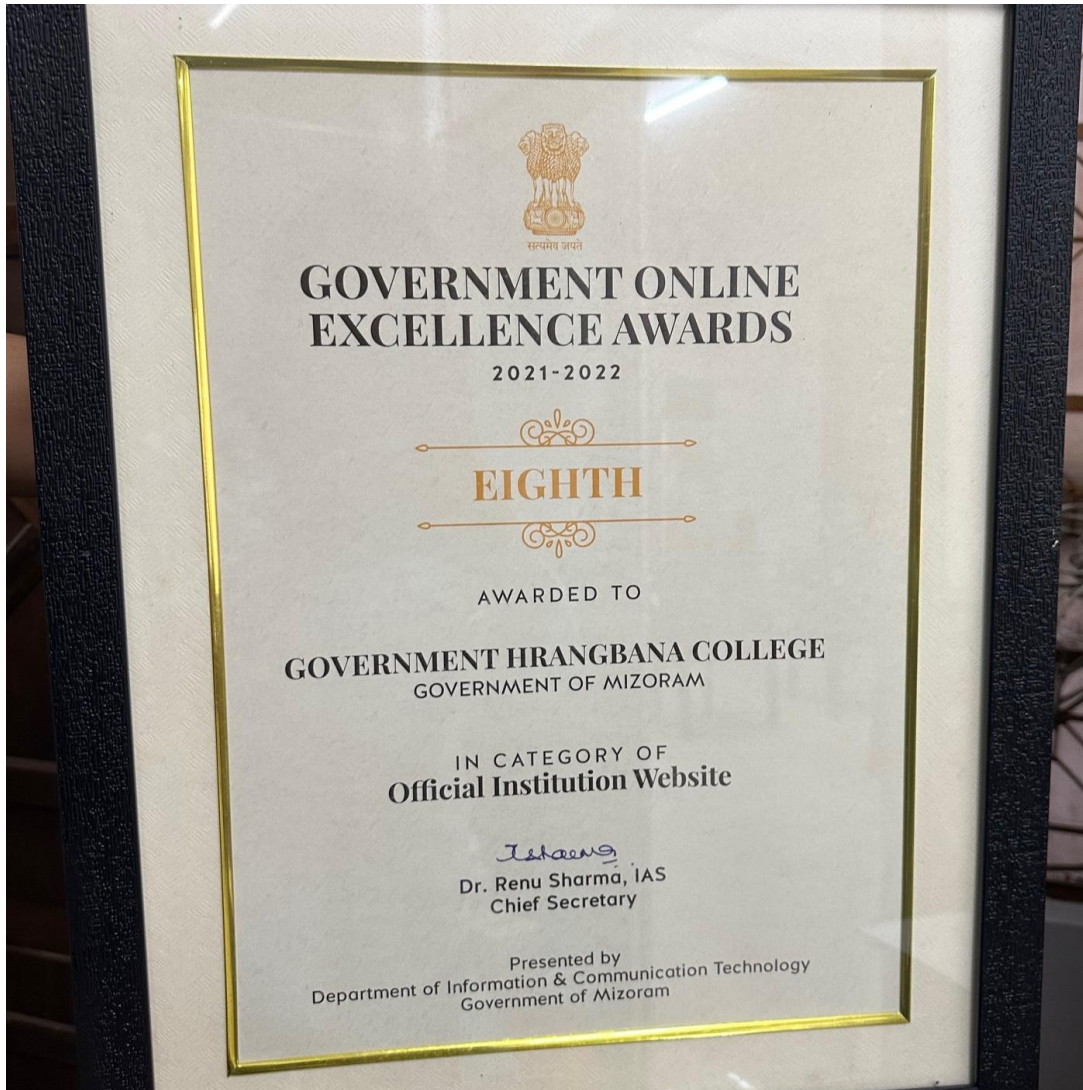 सत्यमेव जयते
GOVERNMENT ONLINE
EXCELLENCE AWARDS
2021-2022
EIGHTH
AWARDED TO
GOVERNMENT HRANGBANA COLLEGE
GOVERNMENT OF MIZORAM
IN CATEGORY OF
Official Institution Website
Dr. Renu Sharma, IAS
Chief Secretary
Presented by
Department of Information & Communication Technology
Government of Mizoram